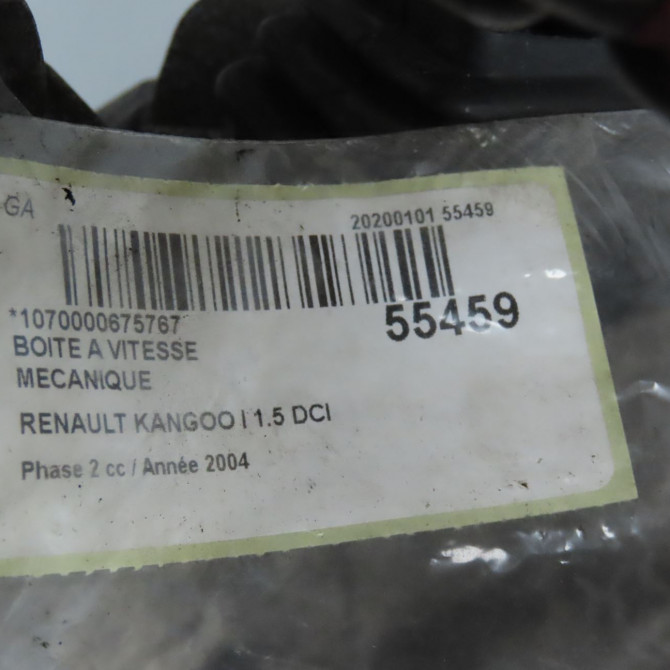 GA
20200101 55459
*1070000675767
55459
BOITE A VITESSE
MECANIQUE
RENAULT KANGOO I 1.5 DCI
Phase 2 cc / Année 2004